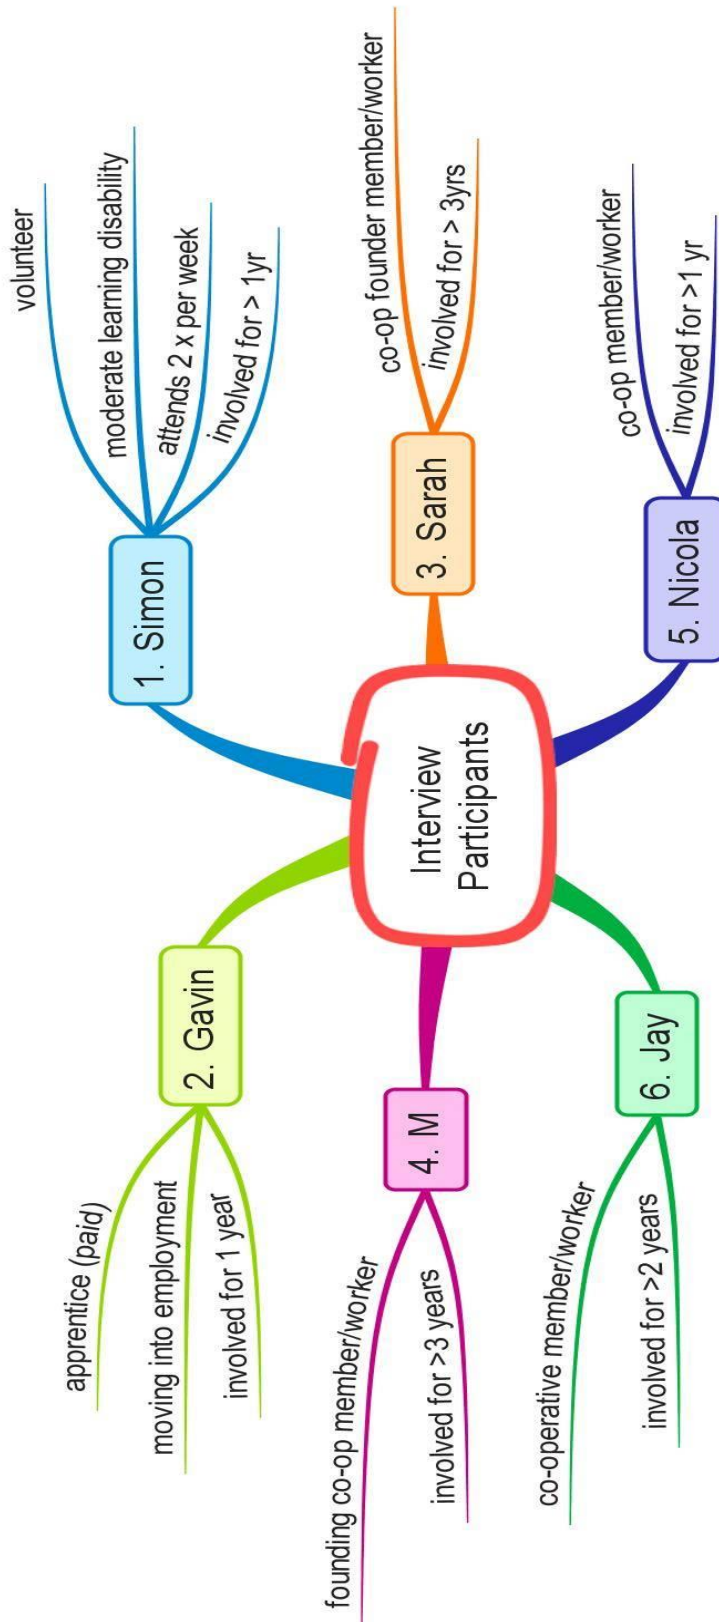 Interview
Participants
1. Simon
volunteer
moderate learning disability
attends 2 x per week
involved for > 1yr
2. Gavin
apprentice (paid)
moving into employment
involved for 1 year
3. Sarah
co-op founder member/worker
involved for > 3yrs
4. M
founding co-op member/worker
involved for >3 years
5. Nicola
co-op member/worker
involved for >1 yr
6. Jay
co-operative member/worker
involved for >2 years